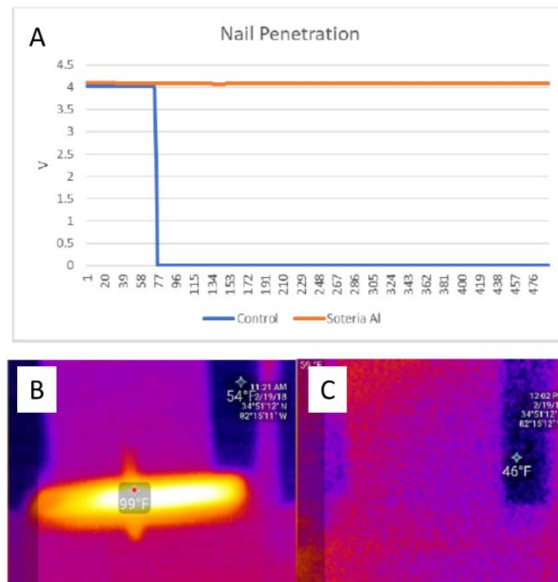 A
Nail Penetration
4.5
4
3.5
3
2.5
2
1.5
1
0.5
0
V
1 20 39 58 77 96 115 134 153 172 191 210 229 248 267 286 305 324 343 362 381 400 419 438 457 476
Control Soteria Al
B
11:21 AM
54°F
2/19/18
34°51'12" N
82°15'11" W
99°F
C
12:02 PM
2/19/1
34°51'12"
82°15'12"
46°F